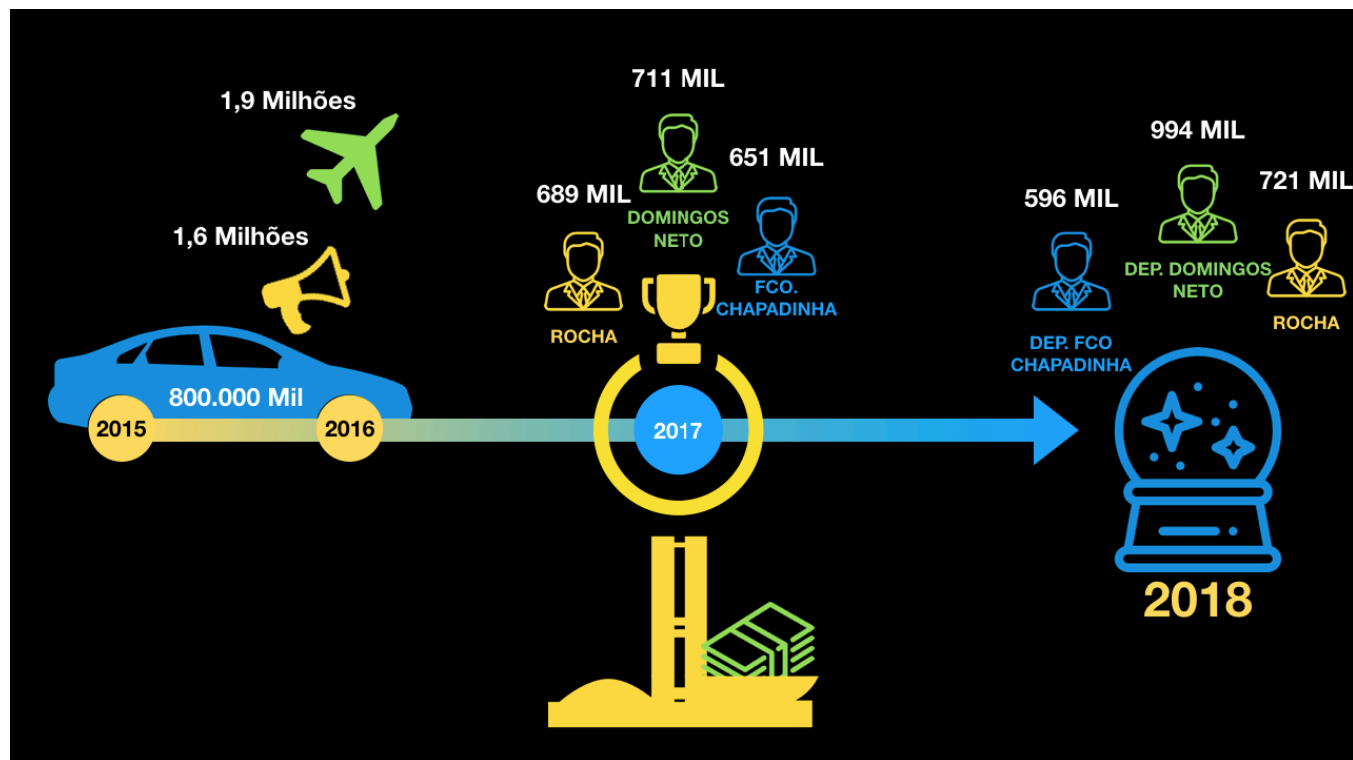 1,9 Milhões
1,6 Milhões
800.000 Mil
2015
2016
711 MIL
DOMINGOS
NETO
651 MIL
FCO.
CHAPADINHA
689 MIL
ROCHA
2017
596 MIL
DEP. FCO
CHAPADINHA
994 MIL
DEP. DOMINGOS
NETO
721 MIL
ROCHA
2018